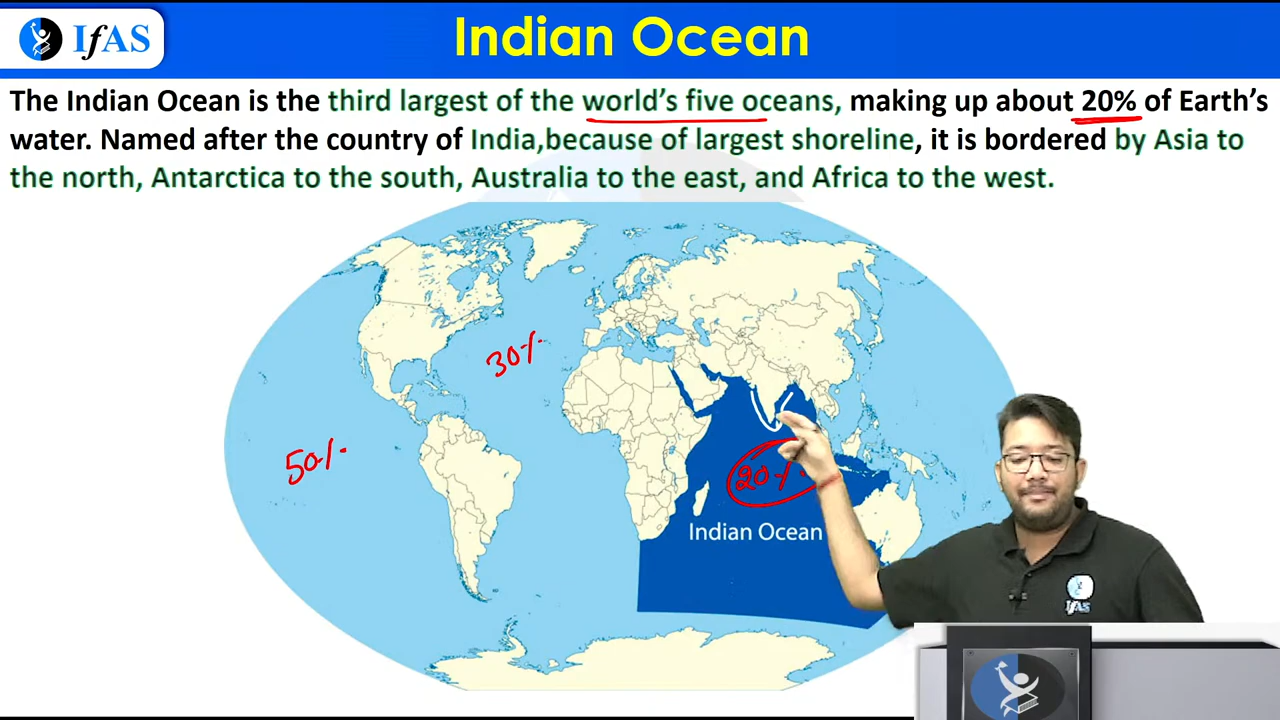 IfAS
Indian Ocean
The Indian Ocean is the third largest of the world’s five oceans, making up about 20% of Earth’s
water. Named after the country of India,because of largest shoreline, it is bordered by Asia to
the north, Antarctica to the south, Australia to the east, and Africa to the west.
30%
50%
20%
Indian Ocean
IfAS